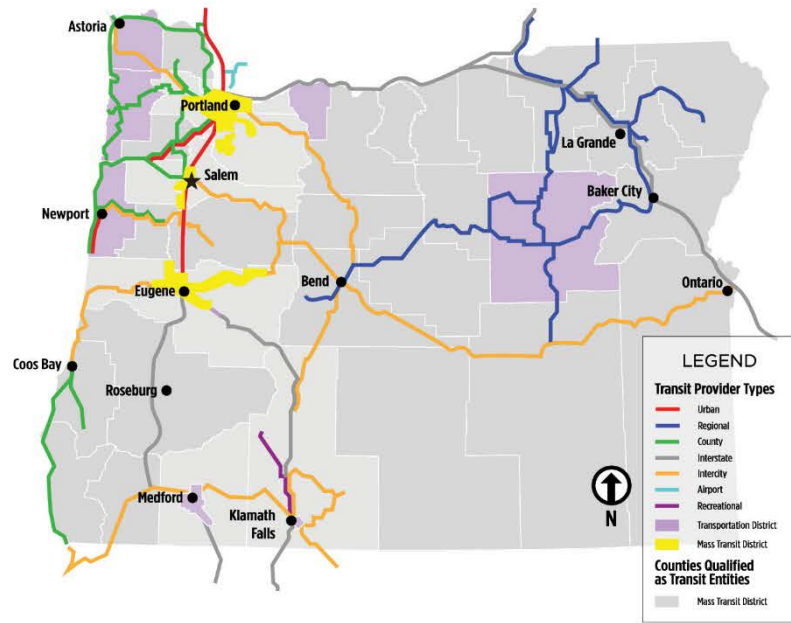 Astoria
Portland
La Grande
Salem
Baker City
Newport
Bend
Ontario
Eugene
Coos Bay
Roseburg
Medford
Klamath
Falls
N
LEGEND
Transit Provider Types
Urban
Regional
County
Interstate
Intercity
Airport
Recreational
Transportation District
Mass Transit District
Counties Qualified
as Transit Entities
Mass Transit District